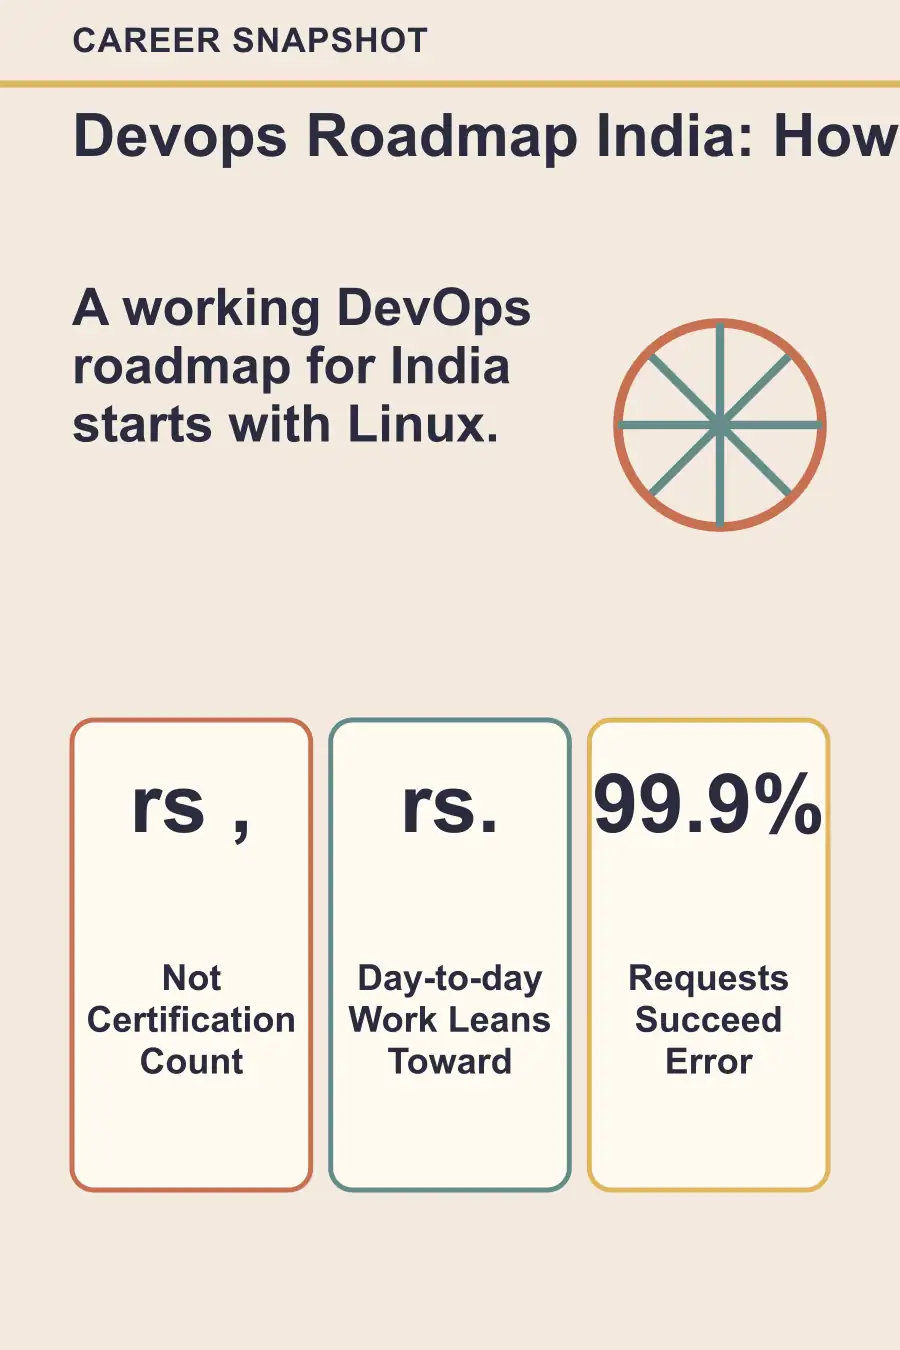 CAREER SNAPSHOT
Devops Roadmap India: How
A working DevOps
roadmap for India
starts with Linux.
rs ,
Not
Certification
Count
rs.
Day-to-day
Work Leans
Toward
99.9%
Requests
Succeed
Error